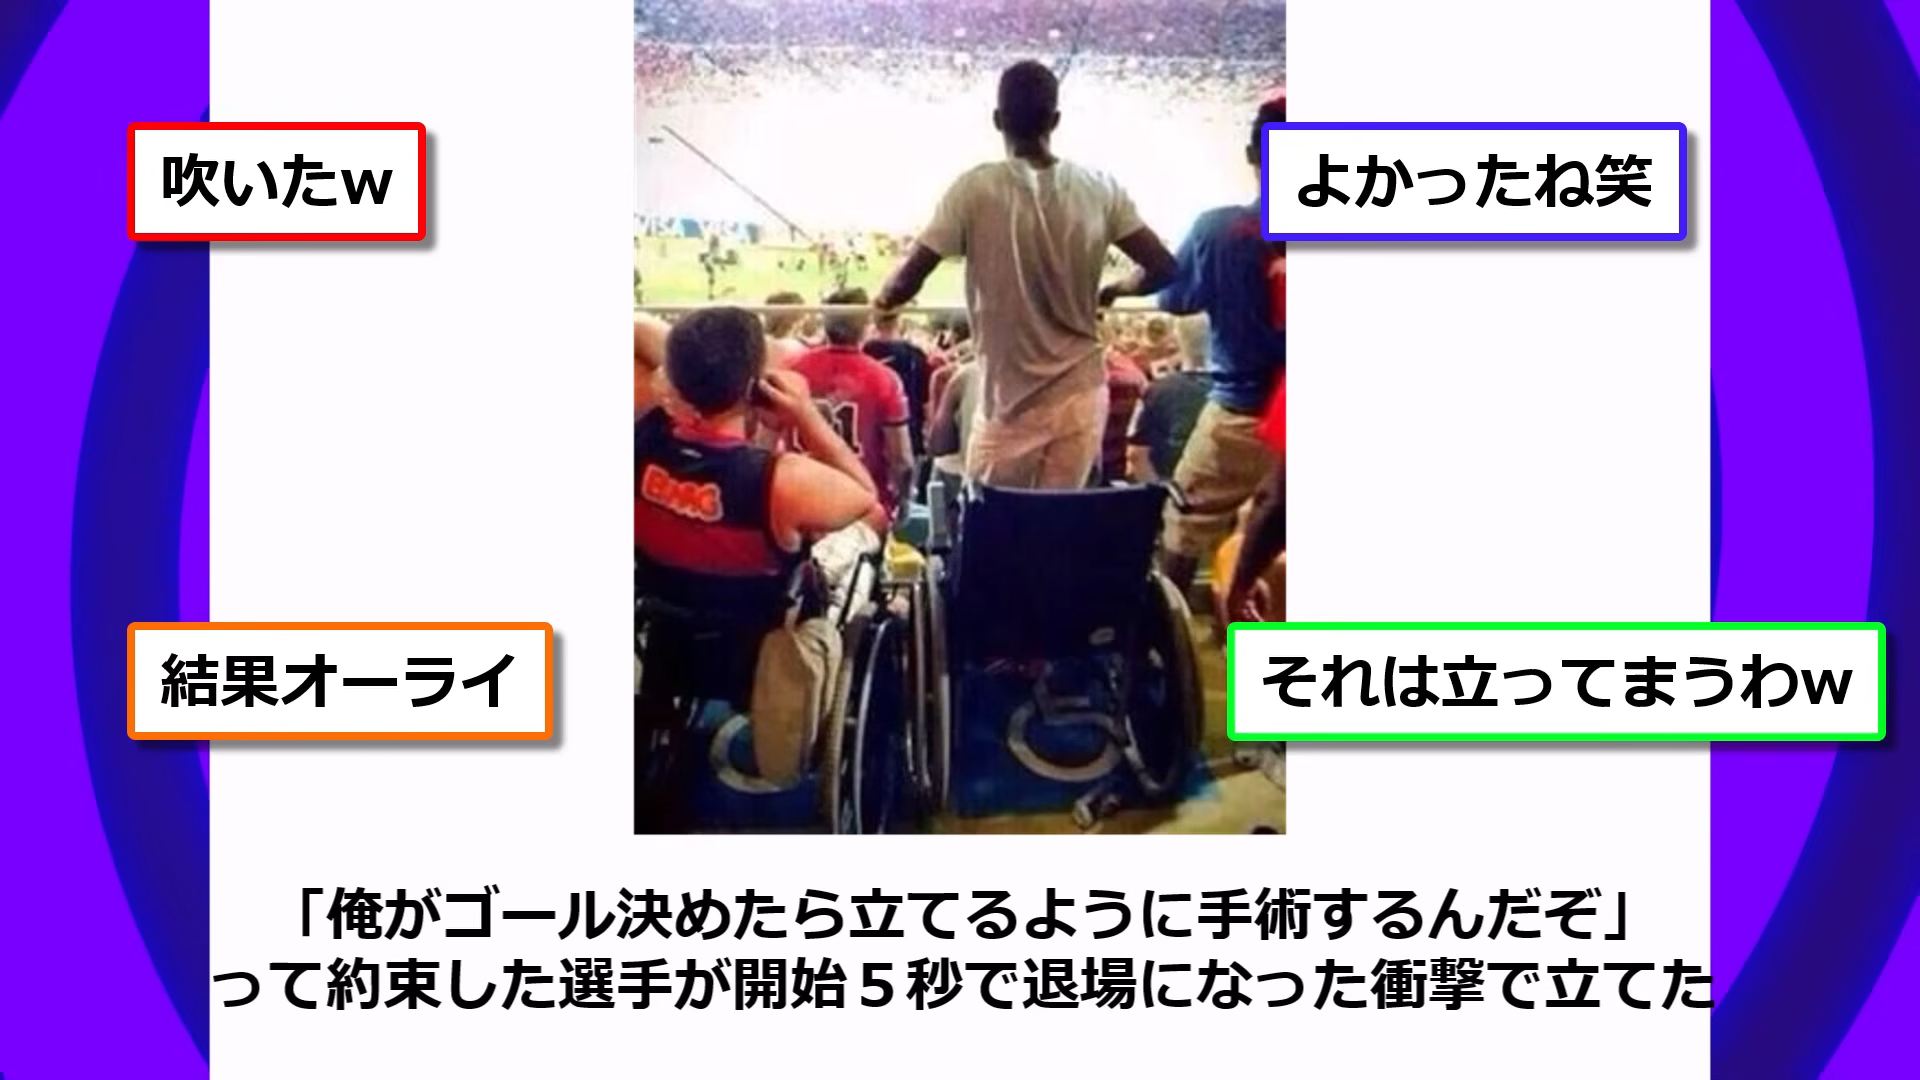 吹いたw
よかったね笑
BMG
結果オーライ
それは立ってまうわw
「俺がゴール決めたら立てるように手術するんだぞ」
って約束した選手が開始５秒で退場になった衝撃で立てた